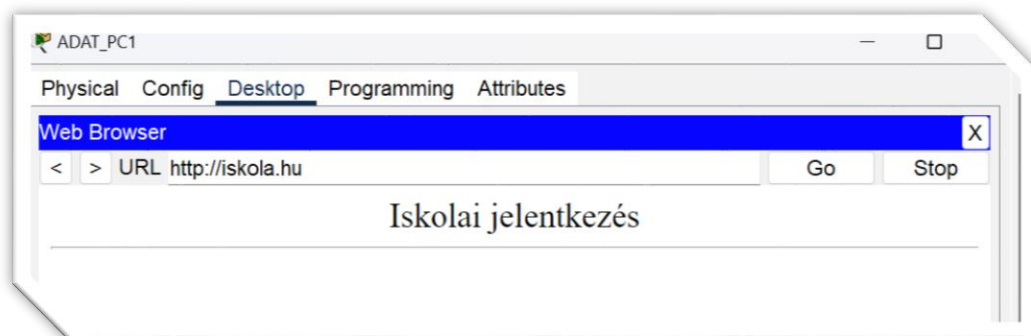 ADAT_PC1
Physical Config Desktop Programming Attributes
Web Browser X
< > URL http://iskola.hu Go Stop
Iskolai jelentkezés